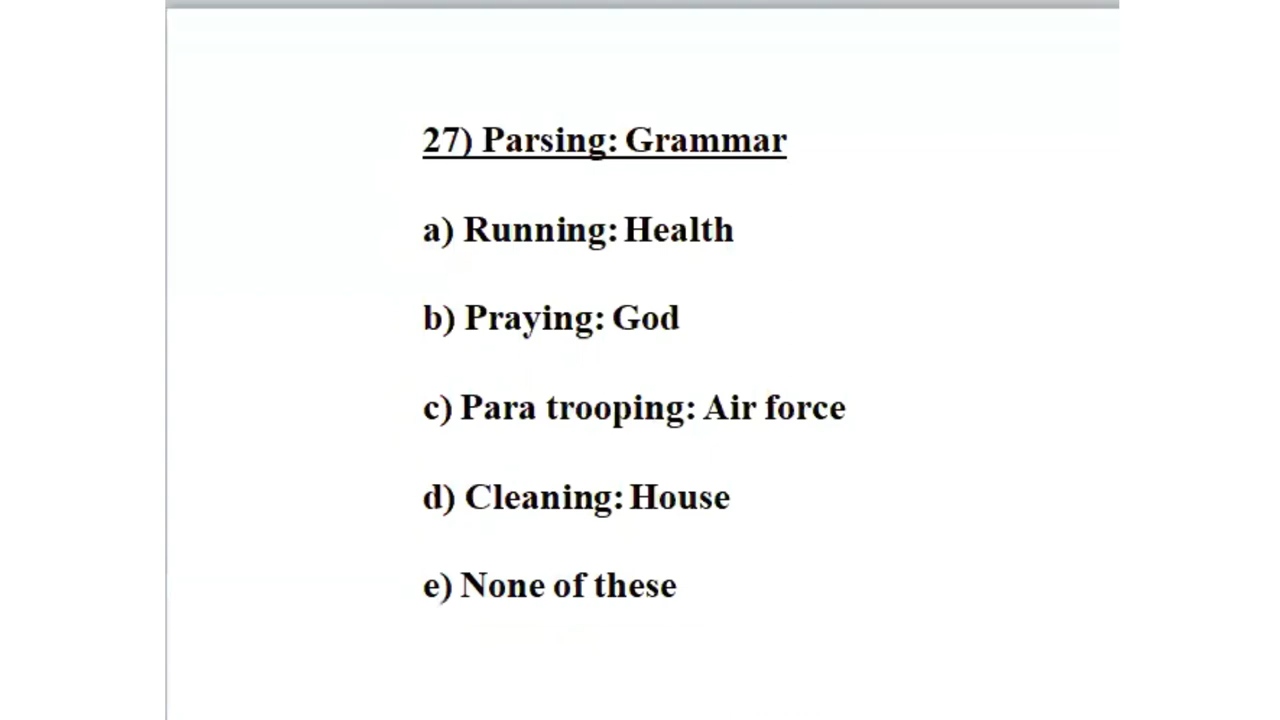 27) Parsing: Grammar
a) Running: Health
b) Praying: God
c) Para trooping: Air force
d) Cleaning: House
e) None of these